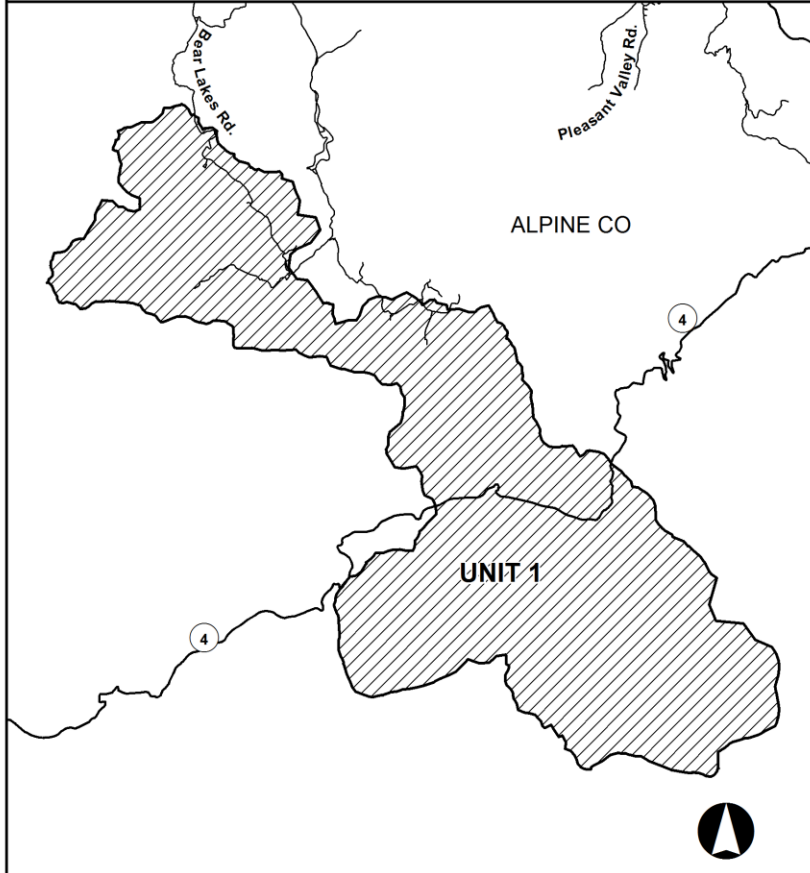 Bear Lakes Rd.
Pleasant Valley Rd.
ALPINE CO
4
UNIT 1
4